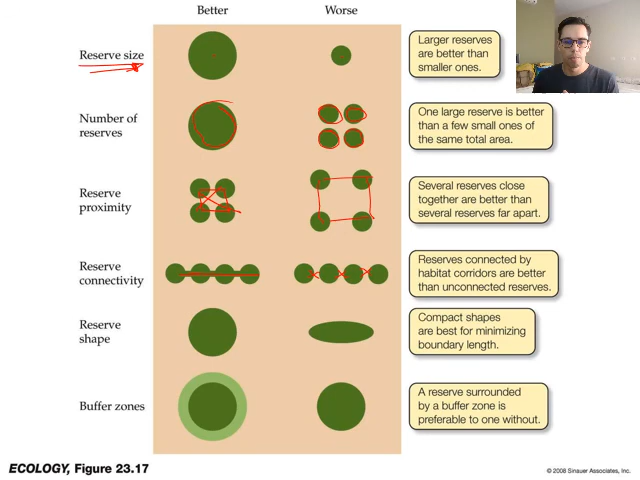 Better
Worse
Reserve size
Larger reserves
are better than
smaller ones.
Number of
reserves
One large reserve is better
than a few small ones of
the same total area.
Reserve
proximity
Several reserves close
together are better than
several reserves far apart.
Reserve
connectivity
Reserves connected by
habitat corridors are better
than unconnected reserves.
Reserve
shape
Compact shapes
are best for minimizing
boundary length.
Buffer zones
A reserve surrounded
by a buffer zone is
preferable to one without.
ECOLOGY, Figure 23.17
© 2008 Sinauer Associates, Inc.